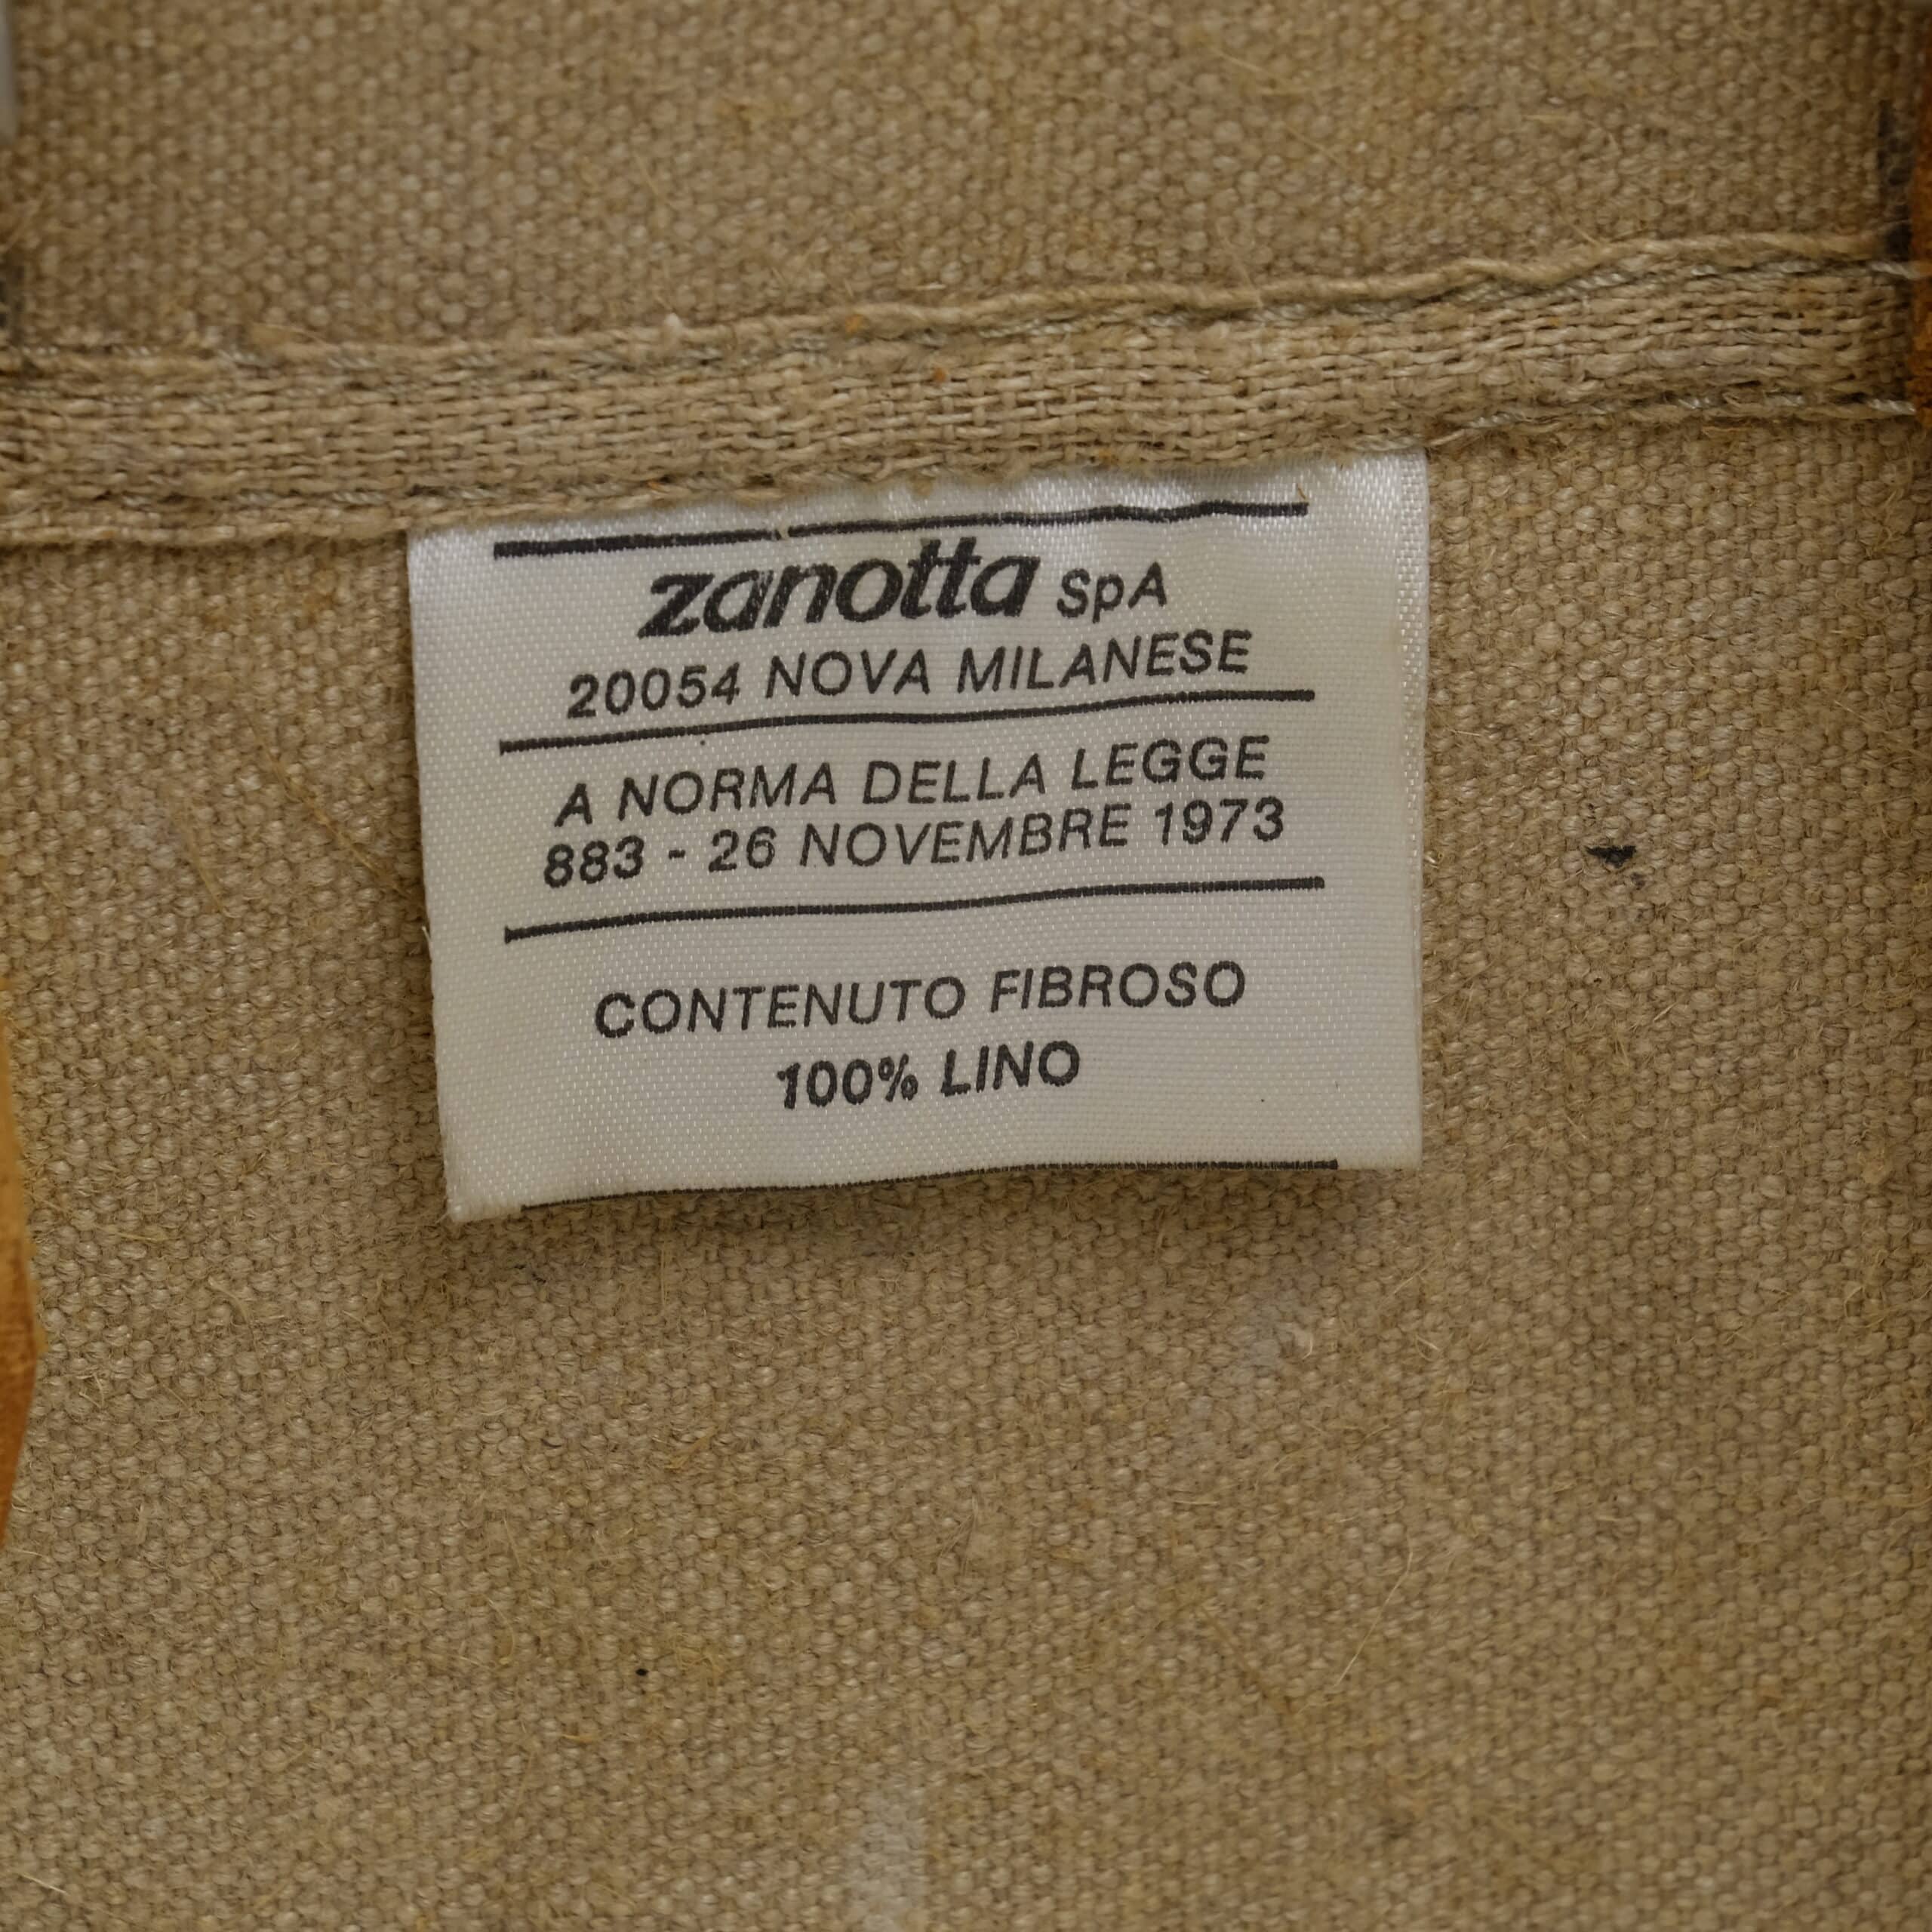 zanotta SpA
20054 NOVA MILANESE
A NORMA DELLA LEGGE
883 - 26 NOVEMBRE 1973
CONTENUTO FIBROSO
100% LINO